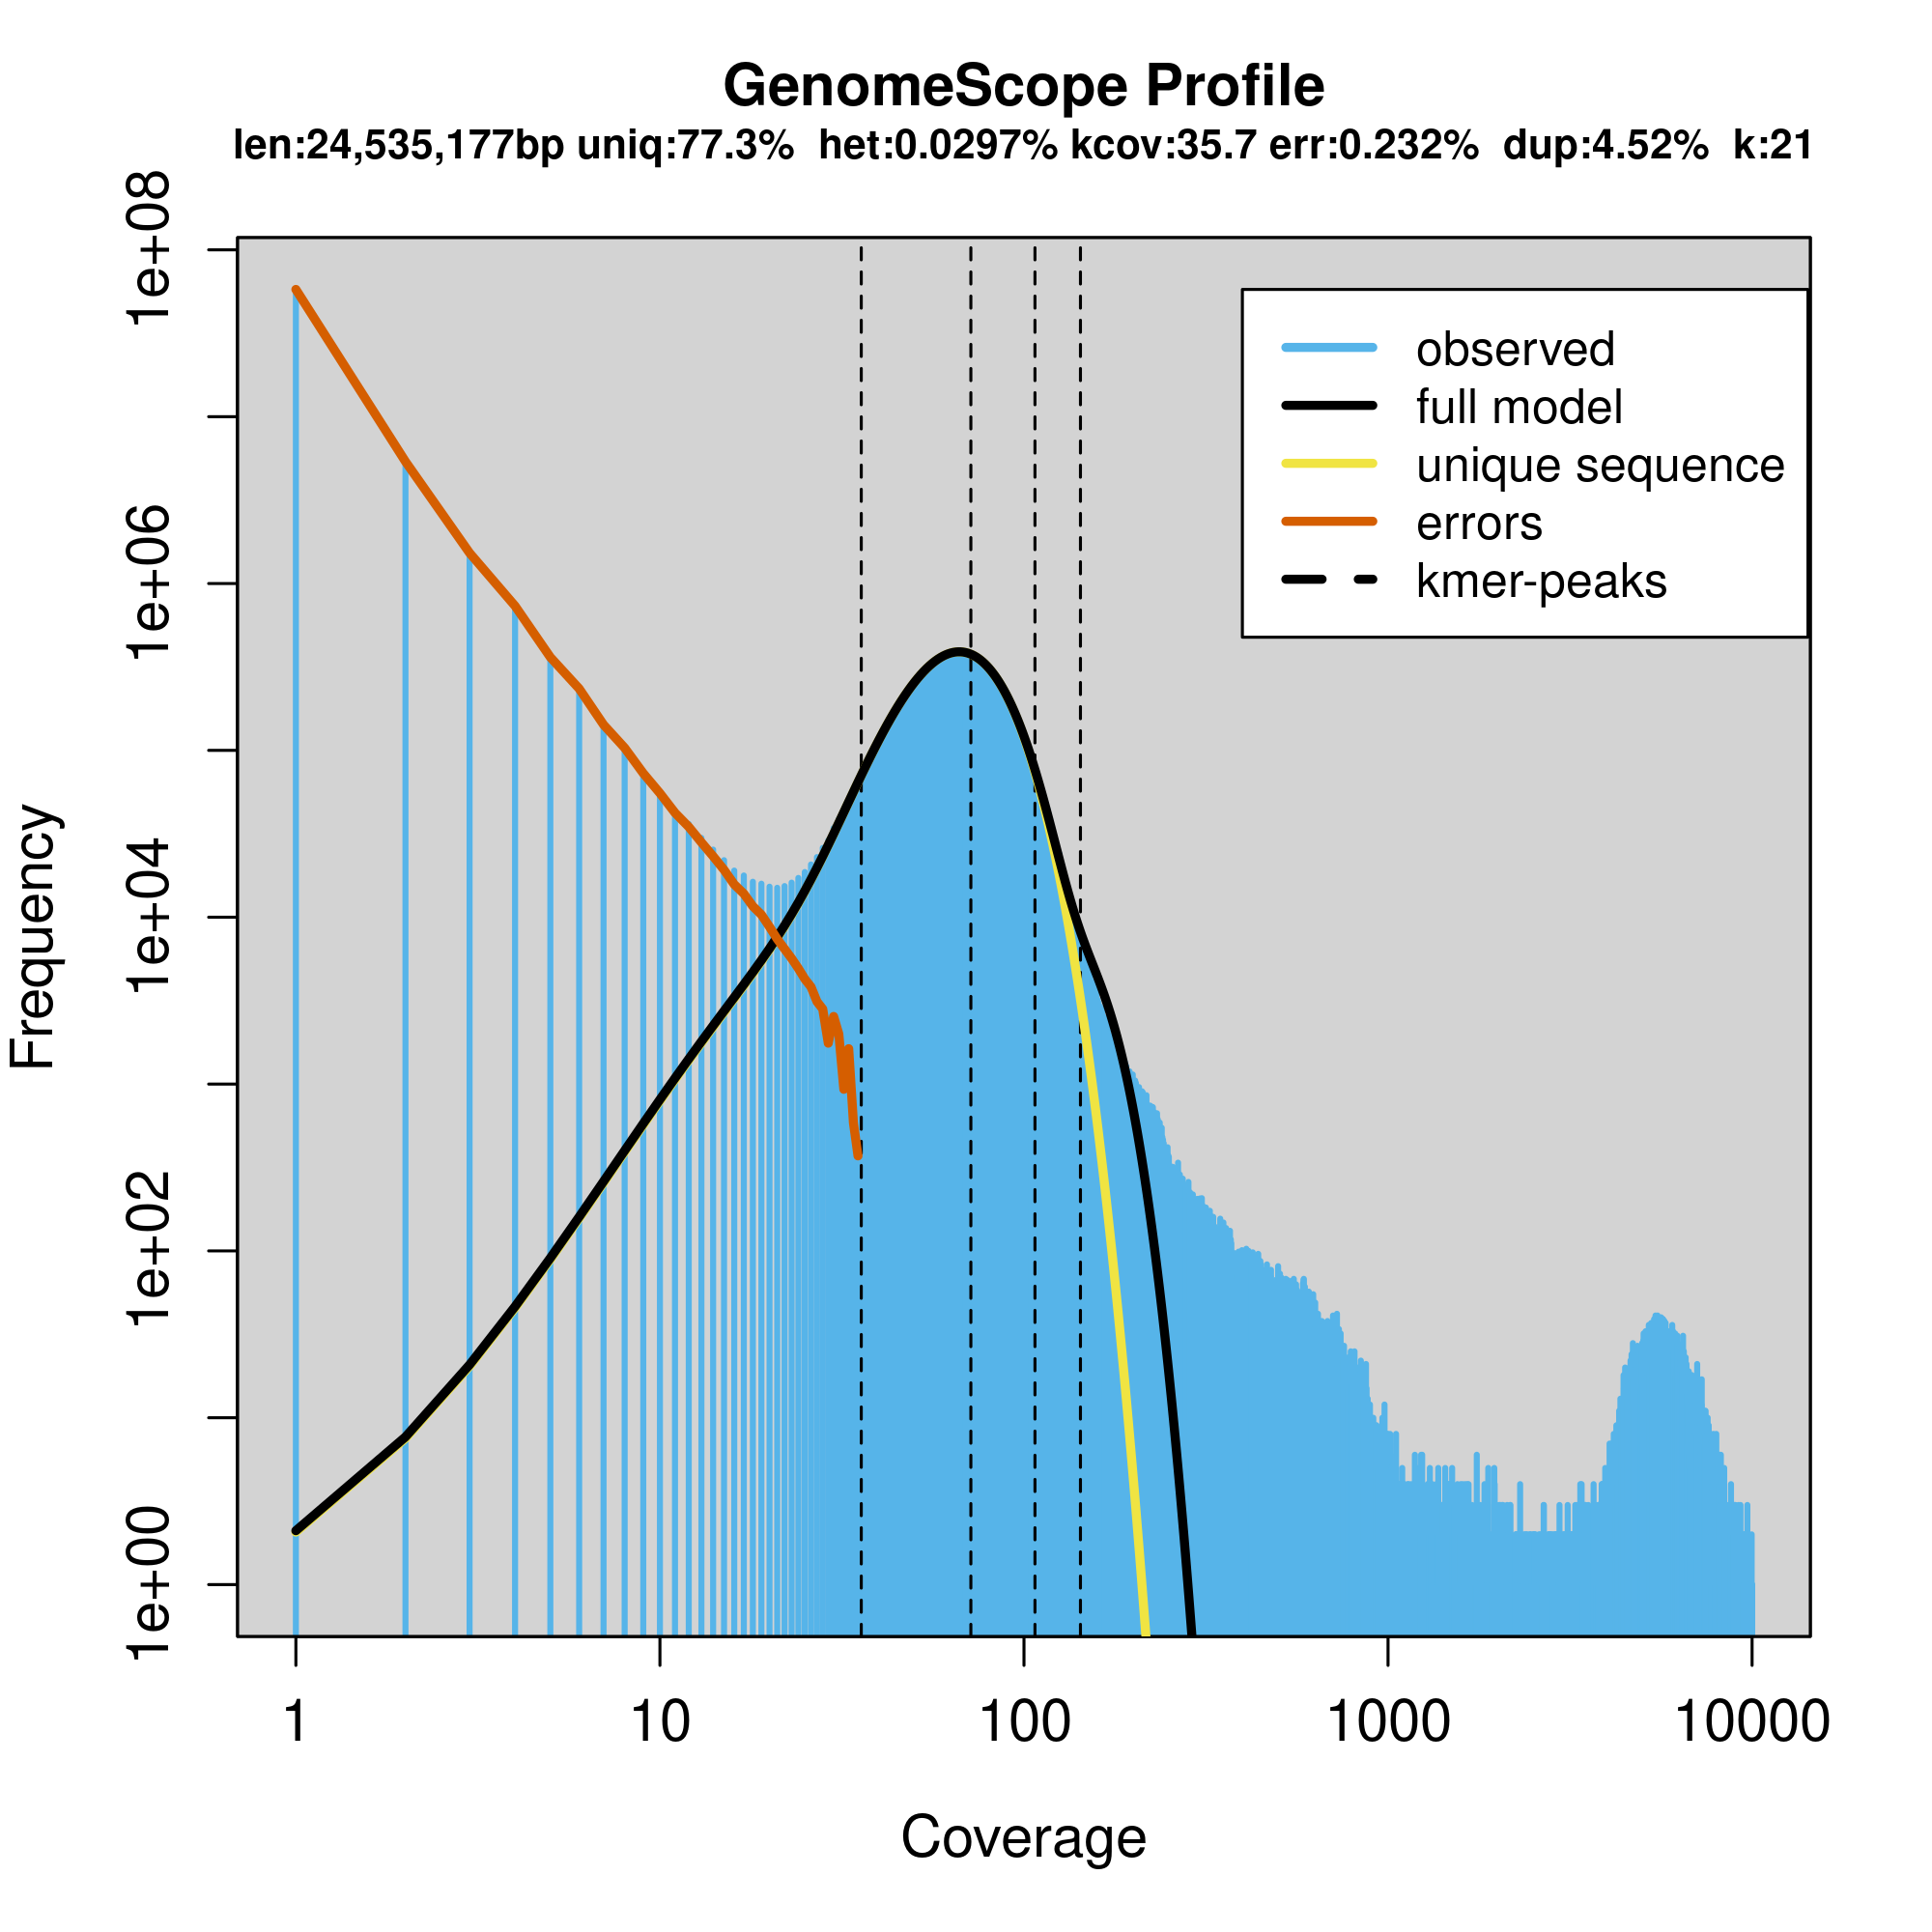 GenomeScope Profile
len:24,535,177bp uniq:77.3% het:0.0297% kcov:35.7 err:0.232% dup:4.52% k:21
1e+08
1e+06
1e+04
1e+02
1e+00
Frequency
observed
full model
unique sequence
errors
kmer-peaks
1 10 100 1000 10000
Coverage